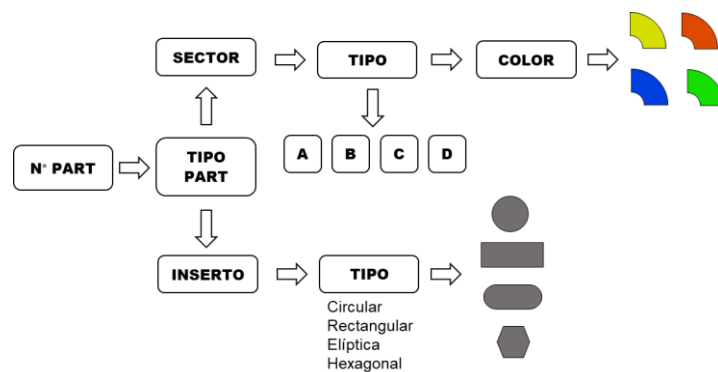 SECTOR
TIPO
COLOR
N° PART
TIPO
PART
A
B
C
D
INSERTO
TIPO
Circular
Rectangular
Elíptica
Hexagonal